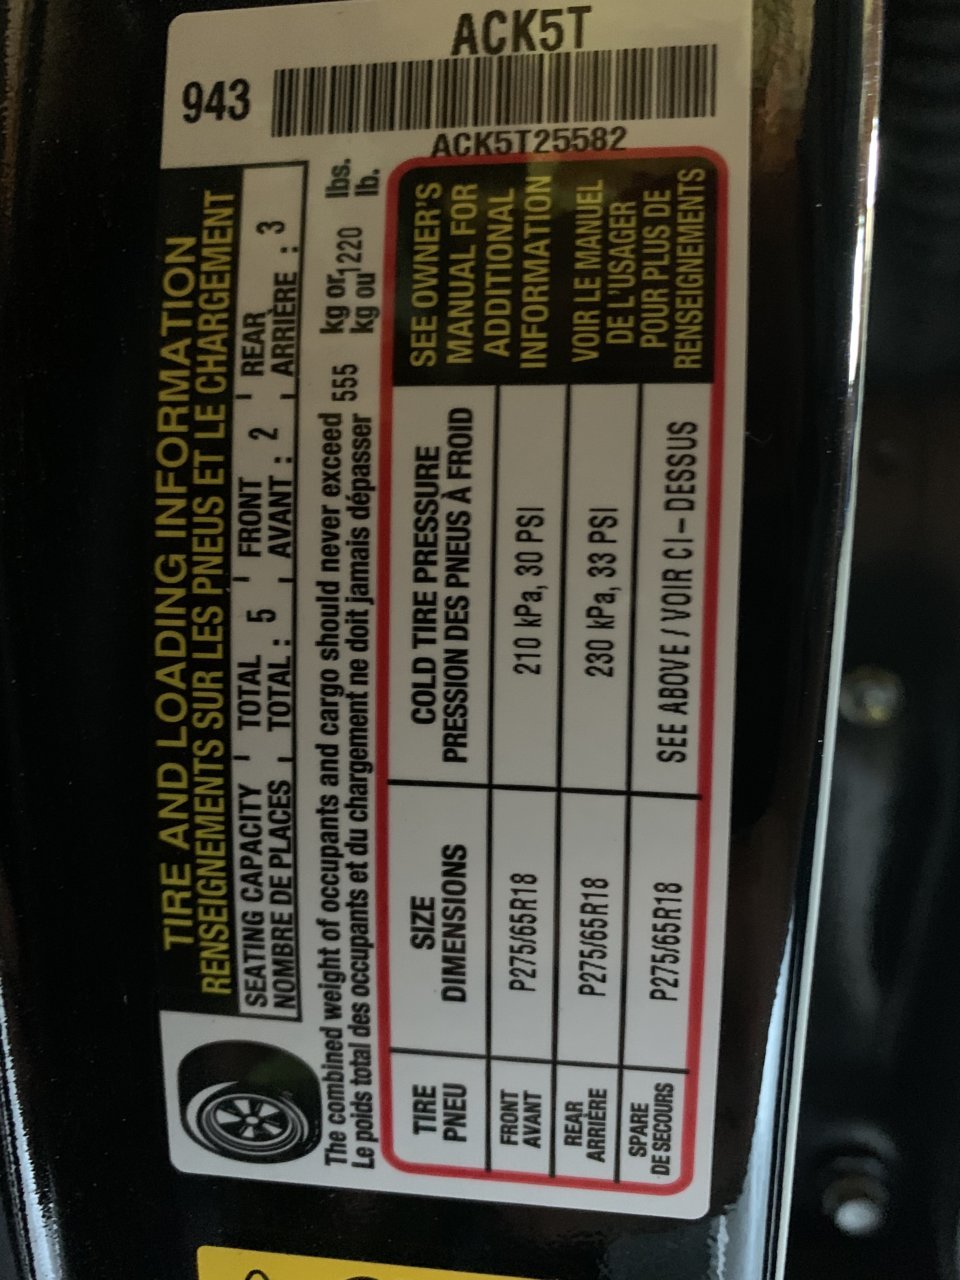 TIRE AND LOADING INFORMATION
RENSEIGNEMENTS SUR LES PNEUS ET LE CHARGEMENT
943
ACK5T
ACK5T25582
SEATING CAPACITY TOTAL 5 FRONT 2 REAR 3
NOMBRE DE PLACES TOTAL : AVANT : ARRIÈRE :
The combined weight of occupants and cargo should never exceed 555 kg or 1220 lbs.
Le poids total des occupants et du chargement ne doit jamais dépasser kg ou lb.
TIRE SIZE COLD TIRE PRESSURE
PNEU DIMENSIONS PRESSION DES PNEUS À FROID
FRONT
AVANT
P275/65R18 210 kPa, 30 PSI
REAR
ARRIÈRE
P275/65R18 230 kPa, 33 PSI
SPARE
DE SECOURS
P275/65R18 SEE ABOVE / VOIR CI-DESSUS
SEE OWNER'S
MANUAL FOR
ADDITIONAL
INFORMATION
VOIR LE MANUEL
DE L'USAGER
POUR PLUS DE
RENSEIGNEMENTS